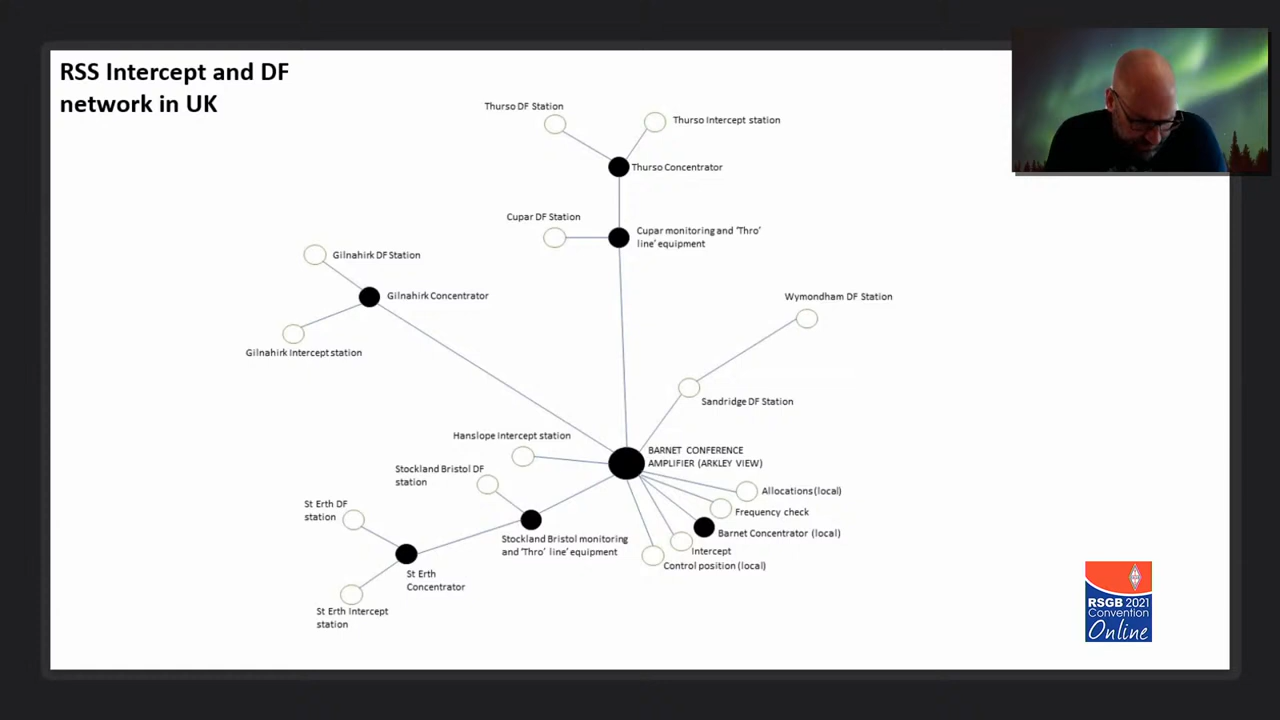 RSS Intercept and DF
network in UK
Thurso DF Station
Thurso Intercept station
Thurso Concentrator
Cupar DF Station
Cupar monitoring and ‘Thro’
line’ equipment
Gilnahirk DF Station
Gilnahirk Concentrator
Gilnahirk Intercept station
Wymondham DF Station
Sandridge DF Station
Hanslope Intercept station
BARNET CONFERENCE
AMPLIFIER (ARKLEY VIEW)
Stockland Bristol DF
station
Allocations (local)
Frequency check
Barnet Concentrator (local)
Intercept
Control position (local)
St Erth DF
station
Stockland Bristol monitoring
and ‘Thro’ line’ equipment
St Erth
Concentrator
St Erth Intercept
station
RSGB 2021
Convention
Online